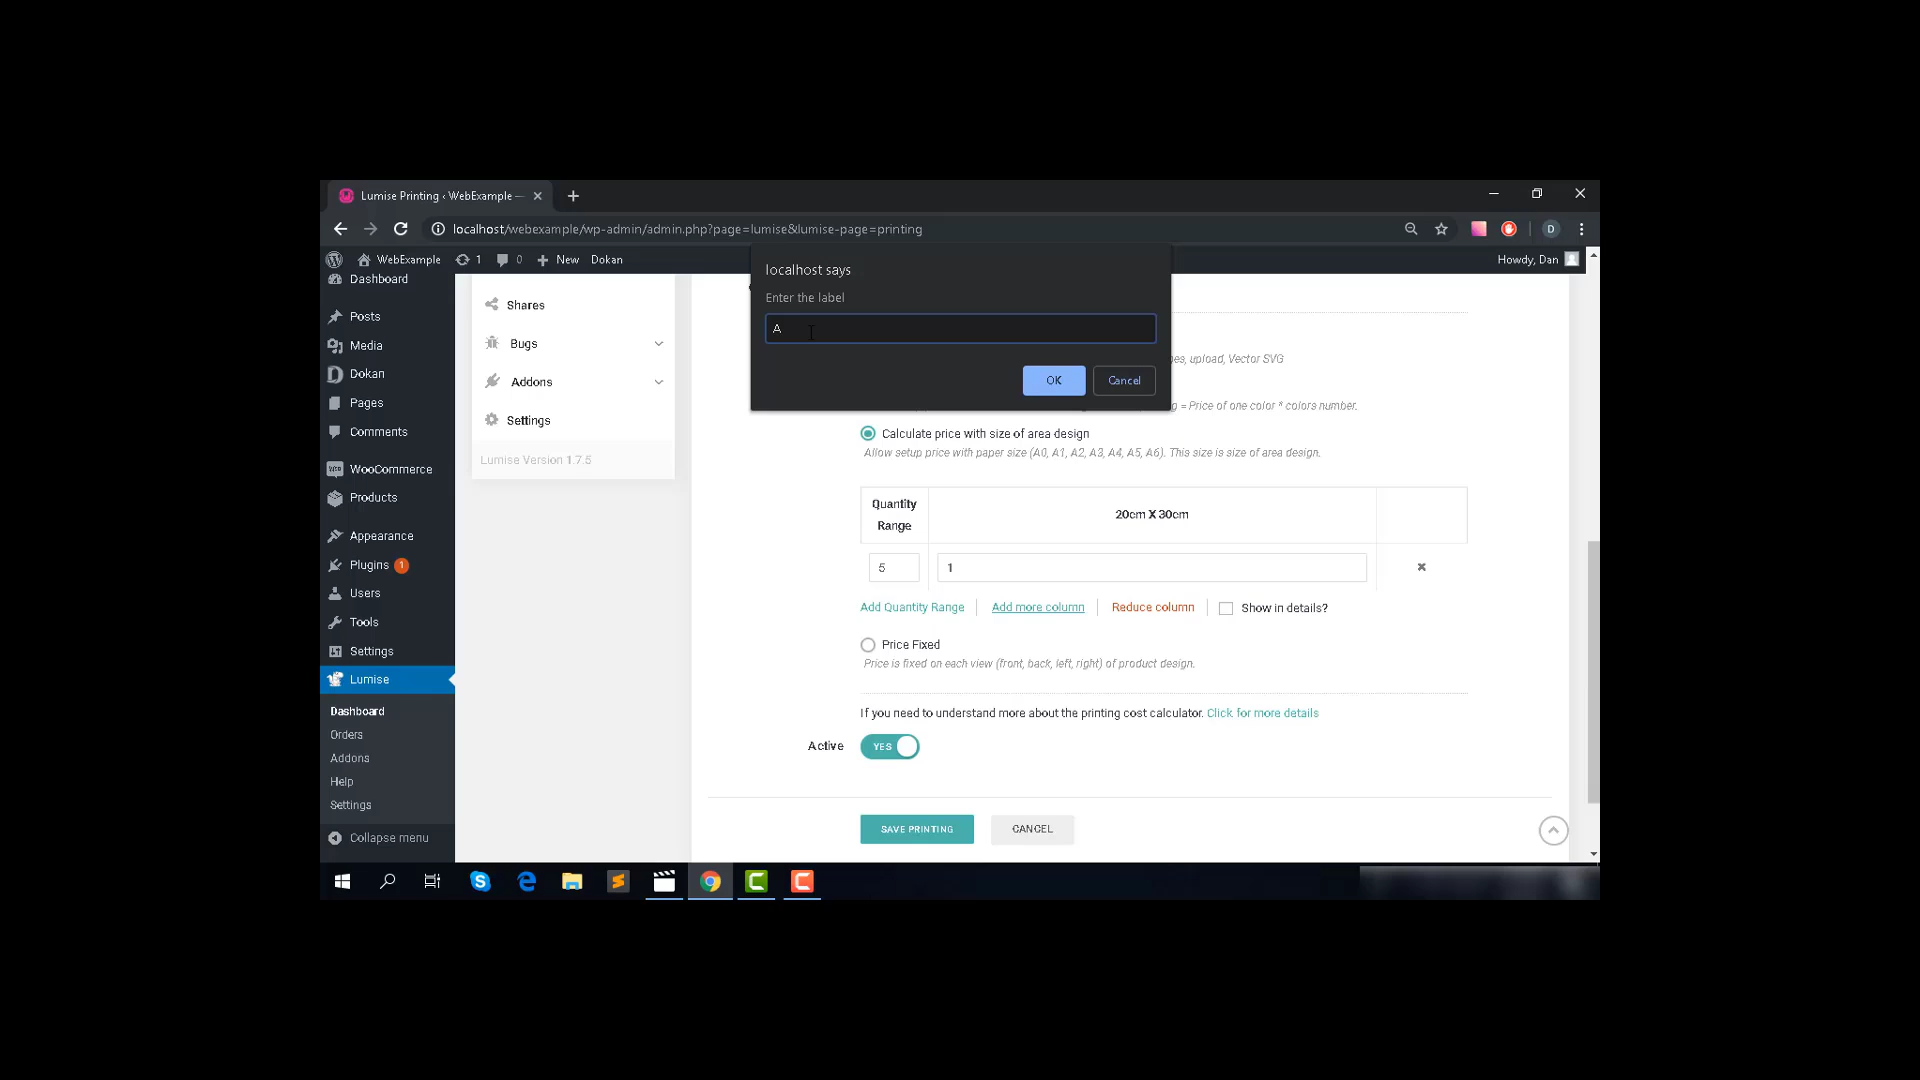 Lumise Printing ‹ WebExample —
localhost/webexample/wp-admin/admin.php?page=lumise&lumise-page=printing
D
WebExample
1
0
New
Dokan
Howdy, Dan
localhost says
Enter the label
A
OK
Cancel
Dashboard
Posts
Media
Dokan
Pages
Comments
WooCommerce
Products
Appearance
Plugins 1
Users
Tools
Settings
Lumise
Dashboard
Orders
Addons
Help
Settings
Collapse menu
Shares
Bugs
Addons
Settings
Lumise Version 1.7.5
upload, Vector SVG
= Price of one color * colors number.
Calculate price with size of area design
Allow setup price with paper size (A0, A1, A2, A3, A4, A5, A6). This size is size of area design.
Quantity
Range
20cm X 30cm
5
1
Add Quantity Range
Add more column
Reduce column
Show in details?
Price Fixed
Price is fixed on each view (front, back, left, right) of product design.
If you need to understand more about the printing cost calculator. Click for more details
Active
YES
SAVE PRINTING
CANCEL